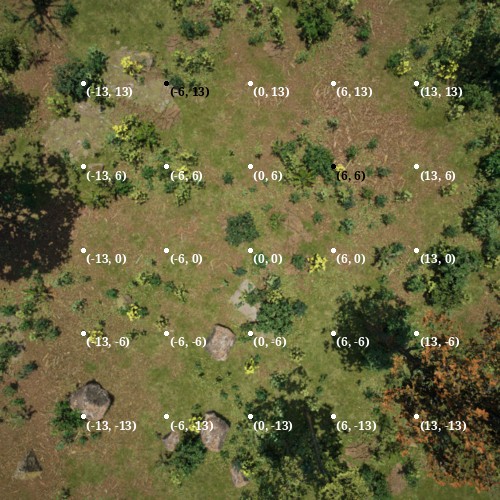 (-13, 13) (-6, 13) (0, 13) (6, 13) (13, 13)
(-13, 6) (-6, 6) (0, 6) (6, 6) (13, 6)
(-13, 0) (-6, 0) (0, 0) (6, 0) (13, 0)
(-13, -6) (-6, -6) (0, -6) (6, -6) (13, -6)
(-13, -13) (-6, -13) (0, -13) (6, -13) (13, -13)